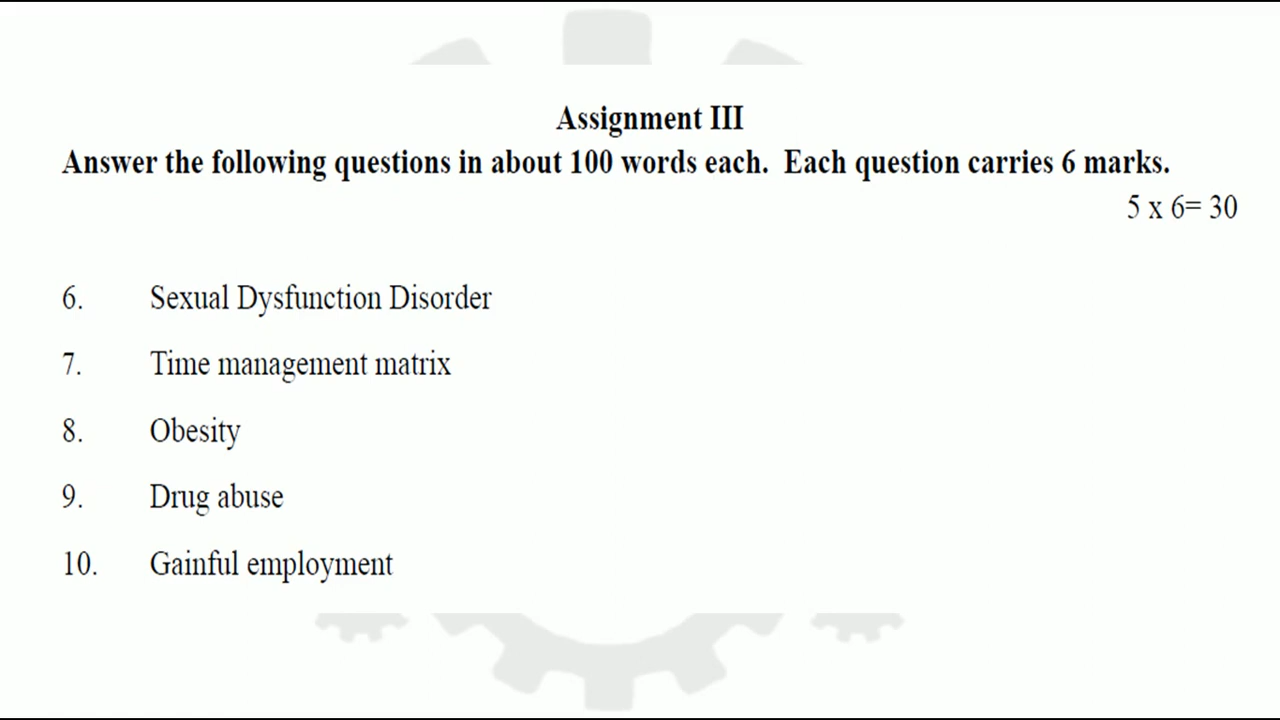 Assignment III
Answer the following questions in about 100 words each.  Each question carries 6 marks.
5 x 6= 30
6. Sexual Dysfunction Disorder
7. Time management matrix
8. Obesity
9. Drug abuse
10. Gainful employment